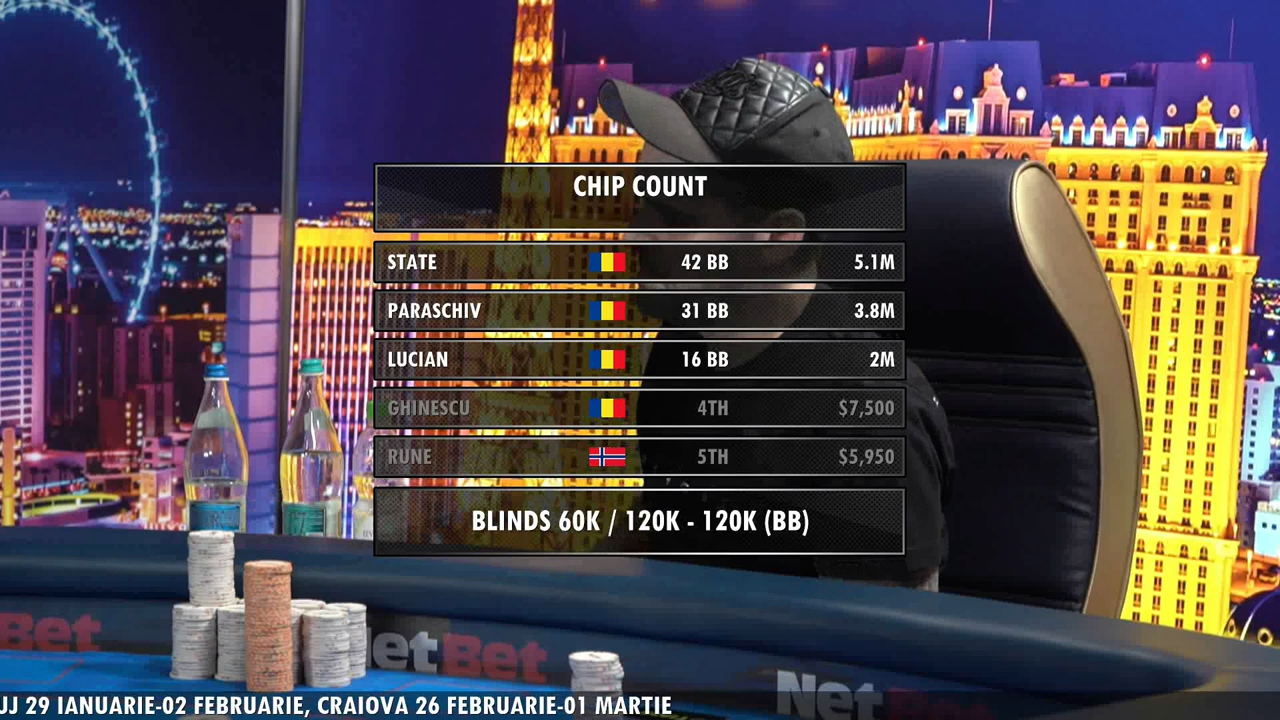 CHIP COUNT
STATE 42 BB 5.1M
PARASCHIV 31 BB 3.8M
LUCIAN 16 BB 2M
GHINESCU 4TH $7,500
RUNE 5TH $5,950
BLINDS 60K / 120K - 120K (BB)
Bet
NetBet
Net
JJ 29 IANUARIE-02 FEBRUARIE, CRAIOVA 26 FEBRUARIE-01 MARTIE